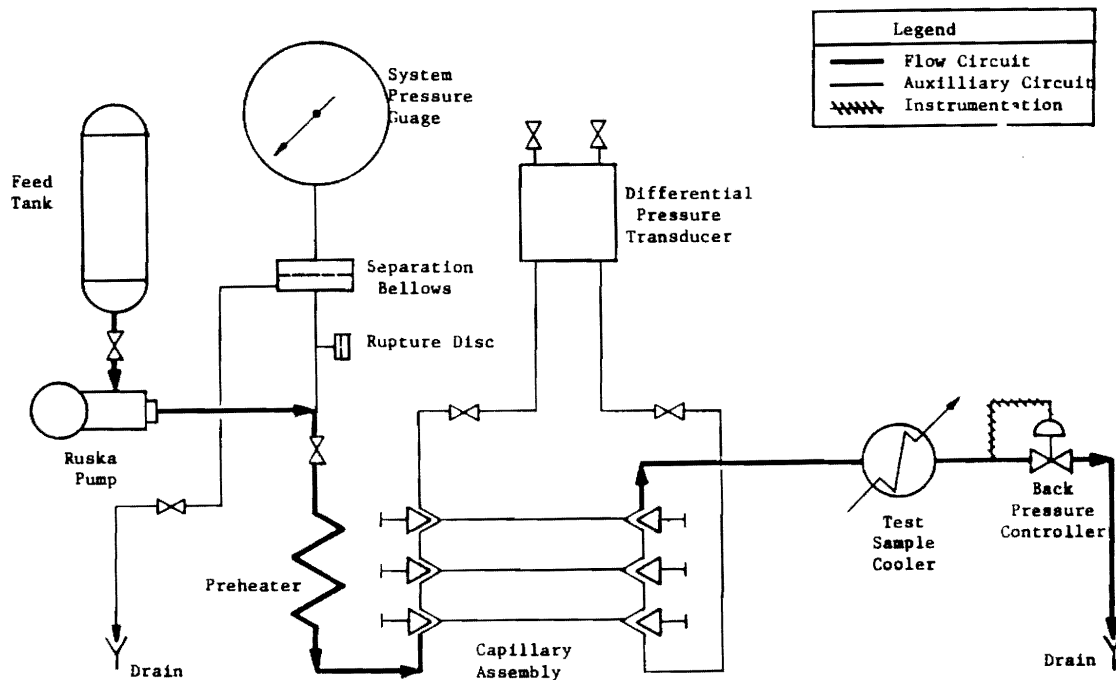 Legend
Flow Circuit
Auxilliary Circuit
Instrumentation
System
Pressure
Guage
Feed
Tank
Differential
Pressure
Transducer
Separation
Bellows
Rupture Disc
Ruska
Pump
Back
Pressure
Controller
Test
Sample
Cooler
Preheater
Capillary
Assembly
Drain
Drain